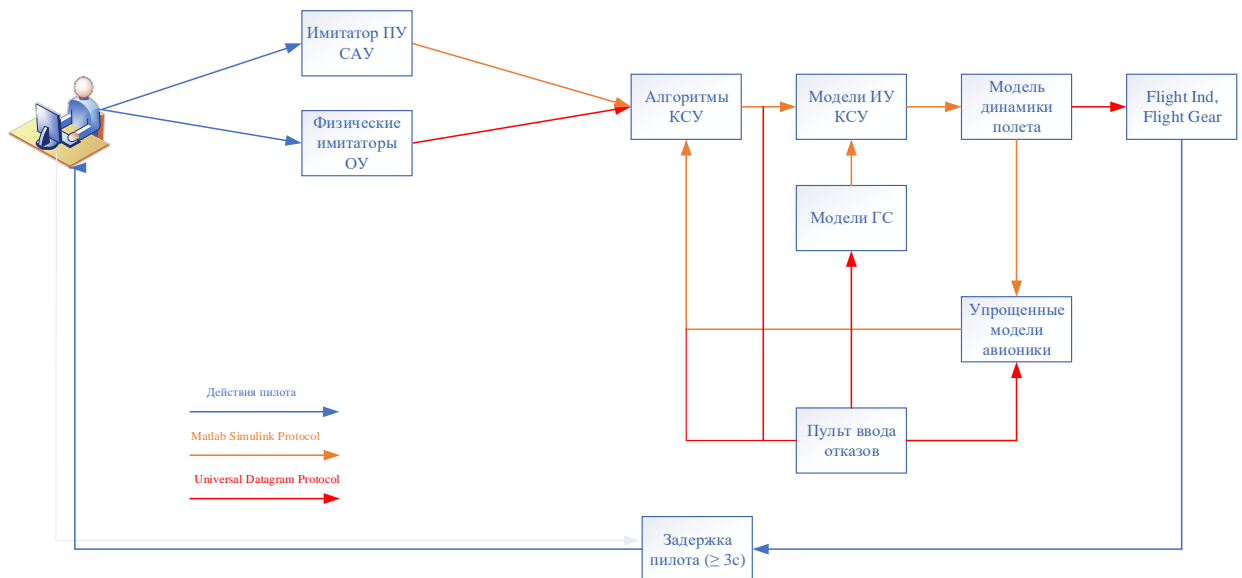 Имитатор ПУ
САУ
Физические
имитаторы
ОУ
Алгоритмы
КСУ
Модели ИУ
КСУ
Модель
динамики
полета
Flight Ind,
Flight Gear
Модели ГС
Упрощенные
модели
авионики
Пульт ввода
отказов
Действия пилота
Matlab Simulink Protocol
Universal Datagram Protocol
Задержка
пилота (≥ 3с)